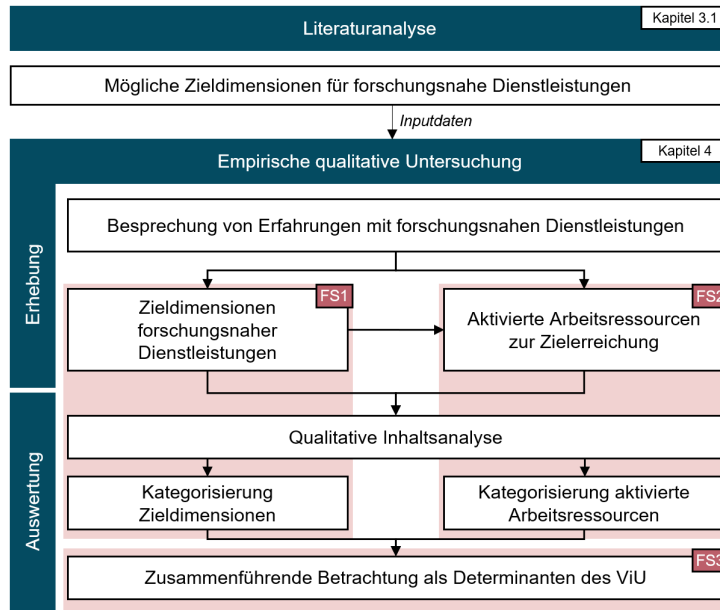 Kapitel 3.1
Literaturanalyse
Mögliche Zieldimensionen für forschungsnahe Dienstleistungen
Inputdaten
Kapitel 4
Empirische qualitative Untersuchung
Erhebung
Besprechung von Erfahrungen mit forschungsnahen Dienstleistungen
FS1
Zieldimensionen
forschungsnaher
Dienstleistungen
FS2
Aktivierte Arbeitsressourcen
zur Zielerreichung
Auswertung
Qualitative Inhaltsanalyse
Kategorisierung
Zieldimensionen
Kategorisierung aktivierte
Arbeitsressourcen
FS3
Zusammenführende Betrachtung als Determinanten des ViU